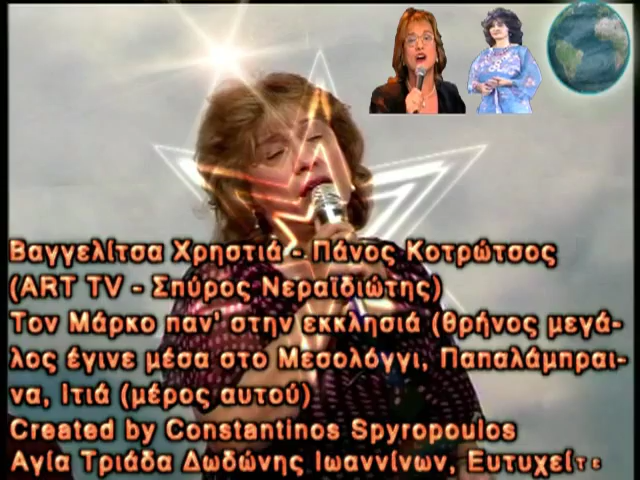 Βαγγελίτσα Χρηστιά - Πάνος Κοτρώτσος
(ART TV - Σπύρος Νεραϊδιώτης)
Τον Μάρκο παν' στην εκκλησιά (θρήνος μεγά-
λος έγινε μέσα στο Μεσολόγγι, Παπαλάμπραι-
να, Ιτιά (μέρος αυτού)
Created by Constantinos Spyropoulos
Αγία Τριάδα Δωδώνης Ιωαννίνων, Ευτυχείτε